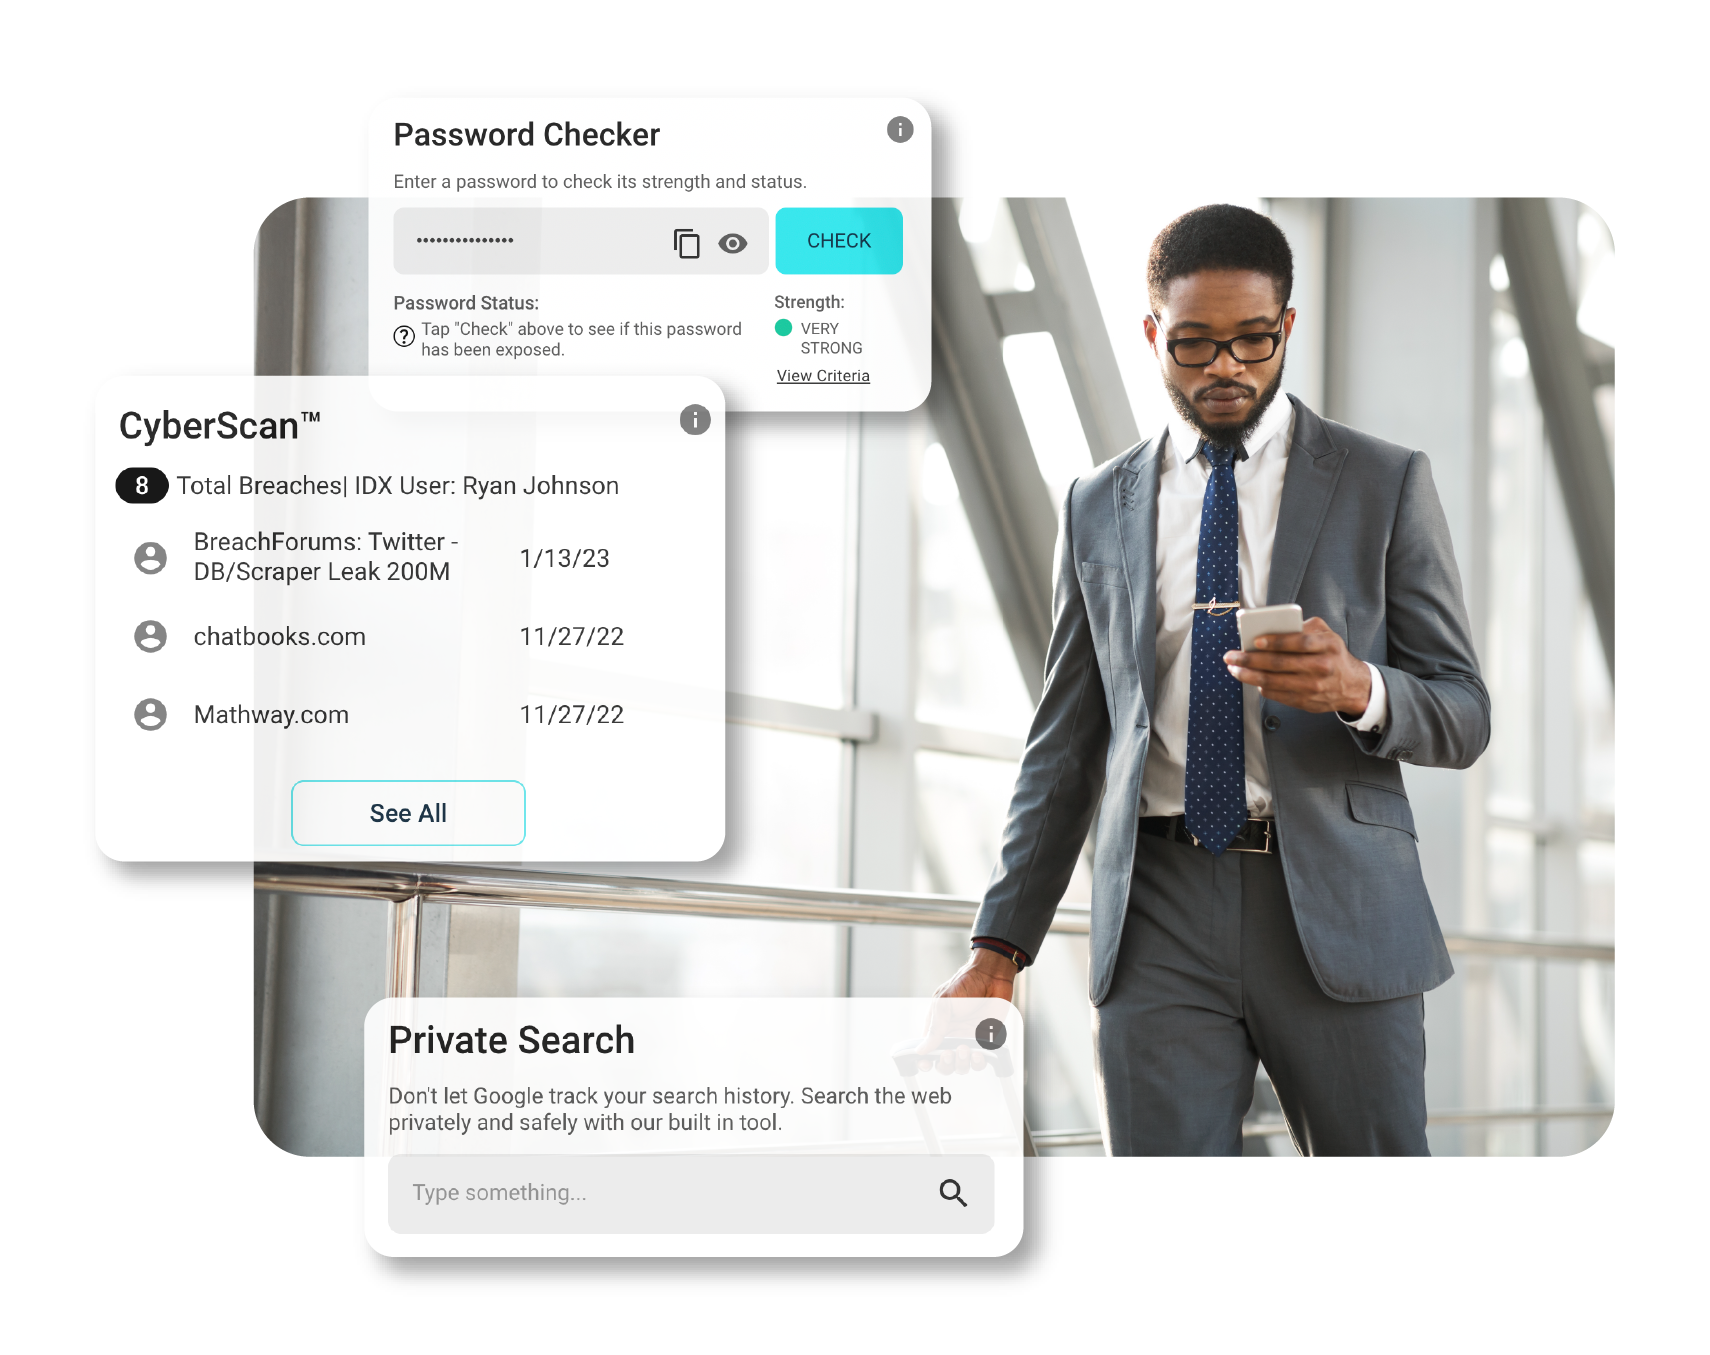 Password Checker
Enter a password to check its strength and status.
•••••••••••••••
CHECK
Password Status:
Tap "Check" above to see if this password
has been exposed.
Strength:
VERY
STRONG
View Criteria
CyberScan™
8 Total Breaches| IDX User: Ryan Johnson
BreachForums: Twitter -
DB/Scraper Leak 200M
1/13/23
chatbooks.com 11/27/22
Mathway.com 11/27/22
See All
Private Search
Don't let Google track your search history. Search the web
privately and safely with our built in tool.
Type something...